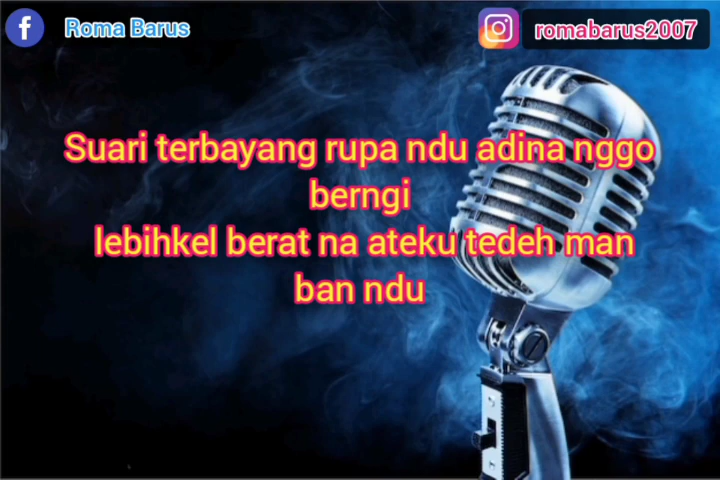 Roma Barus
romabarus2007
Suari terbayang rupa ndu adina nggo
berngi
lebihkel berat na ateku tedeh man
ban ndu